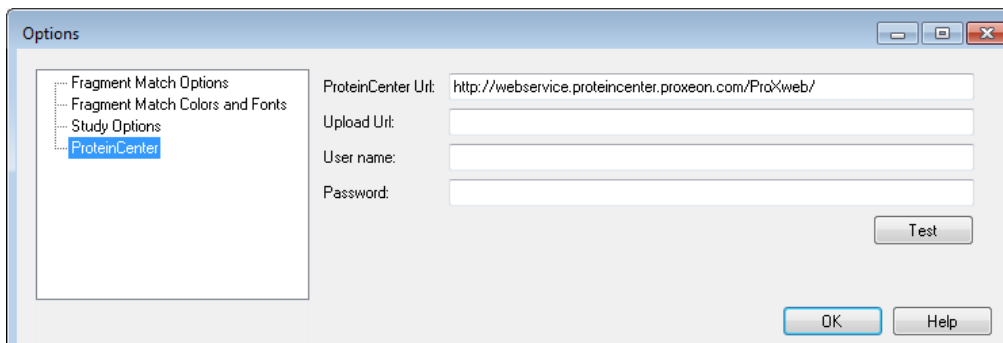 Options
Fragment Match Options
Fragment Match Colors and Fonts
Study Options
ProteinCenter
ProteinCenter Url: http://webservice.proteincenter.proxeon.com/ProXweb/
Upload Url:
User name:
Password:
Test
OK Help